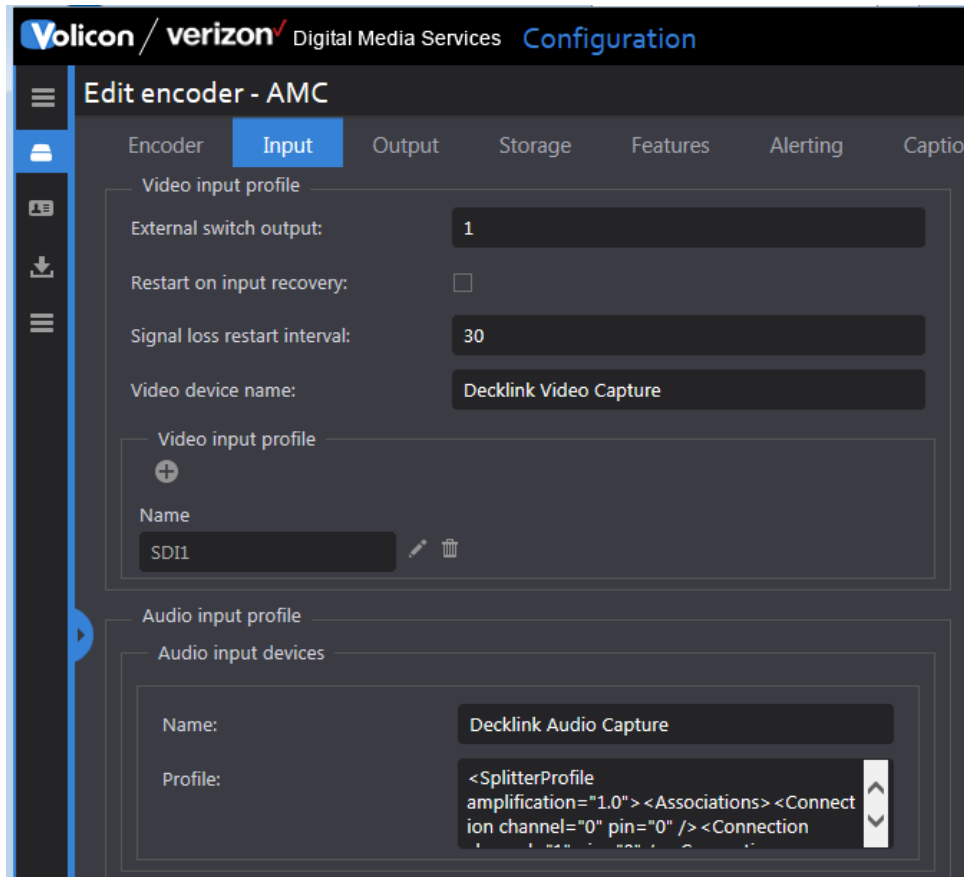 Volicon / verizon Digital Media Services Configuration
Edit encoder - AMC
Encoder Input Output Storage Features Alerting Captio
Video input profile
External switch output: 1
Restart on input recovery:
Signal loss restart interval: 30
Video device name: Decklink Video Capture
Video input profile
Name
SDI1
Audio input profile
Audio input devices
Name: Decklink Audio Capture
Profile: <SplitterProfile
amplification="1.0"><Associations><Connect
ion channel="0" pin="0" /><Connection